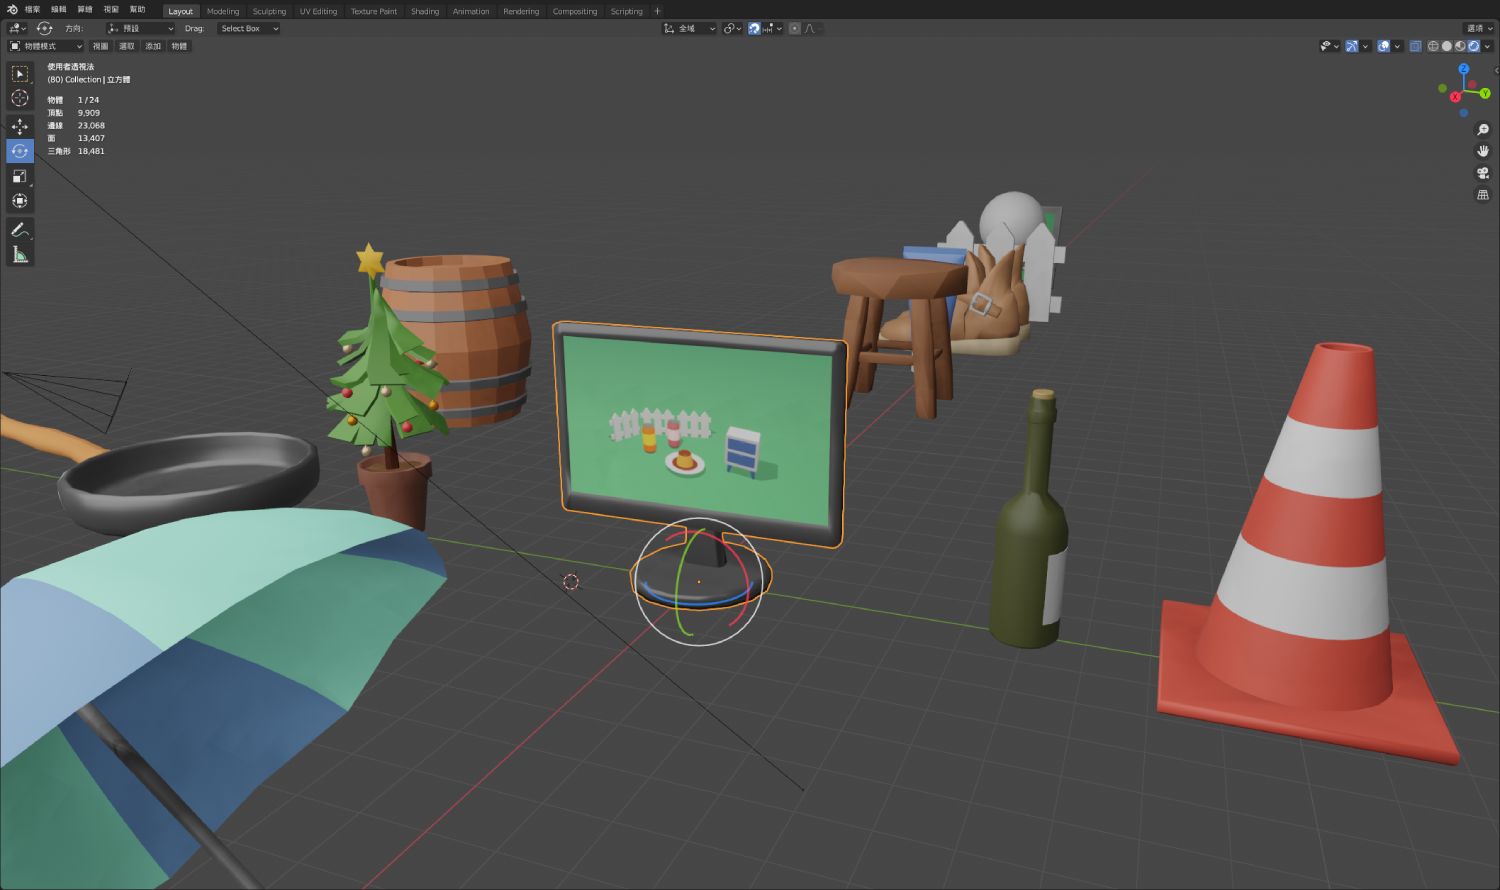 檔案 編輯 算繪 視窗 幫助 Layout Modeling Sculpting UV Editing Texture Paint Shading Animation Rendering Compositing Scripting +
方向: 預設 Drag: Select Box 全域 選項
物體模式 視圖 選取 添加 物體
使用者透視法
(80) Collection | 立方體
物體 1 / 24
頂點 9,909
邊線 23,068
面 13,407
三角形 18,481
Z
Y
X